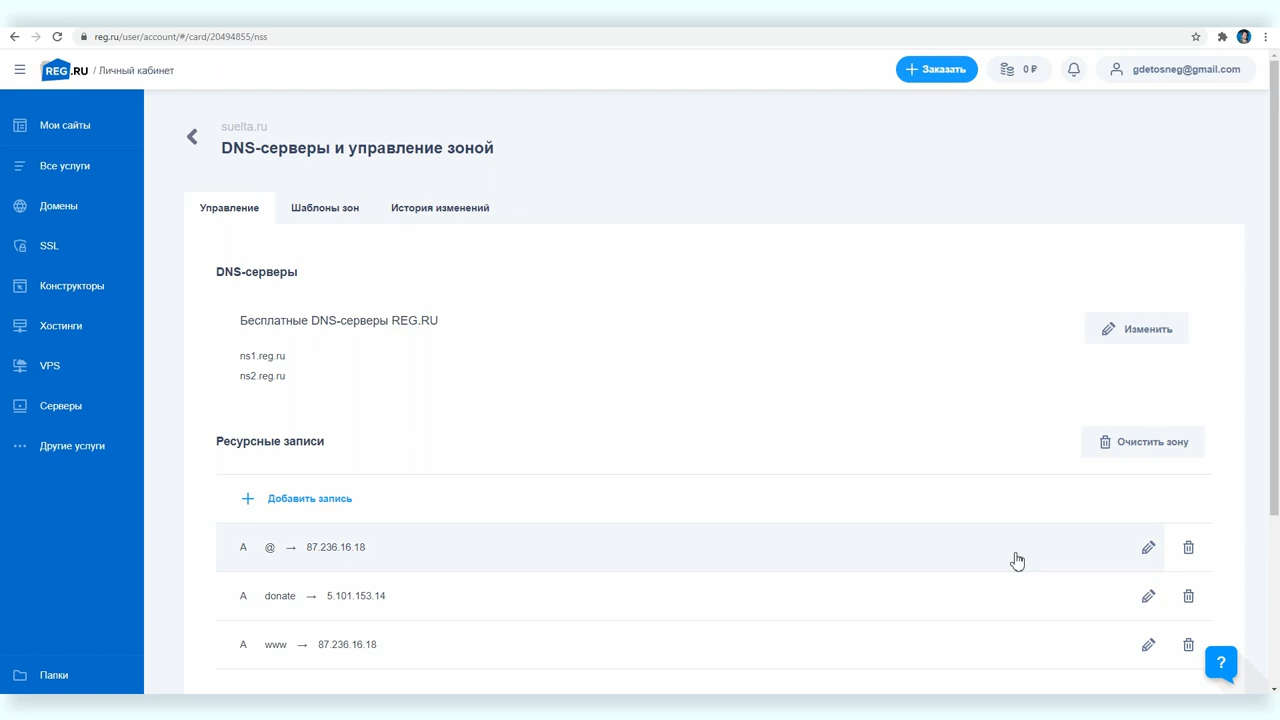 reg.ru/user/account/#/card/20494855/nss
REG.RU / Личный кабинет
Заказать
0 ₽
gdetosneg@gmail.com
Мои сайты
Все услуги
Домены
SSL
Конструкторы
Хостинги
VPS
Серверы
Другие услуги
Папки
suelta.ru
DNS-серверы и управление зоной
Управление
Шаблоны зон
История изменений
DNS-серверы
Бесплатные DNS-серверы REG.RU
Изменить
ns1.reg.ru
ns2.reg.ru
Ресурсные записи
Очистить зону
+ Добавить запись
A @ → 87.236.16.18
A donate → 5.101.153.14
A www → 87.236.16.18
?